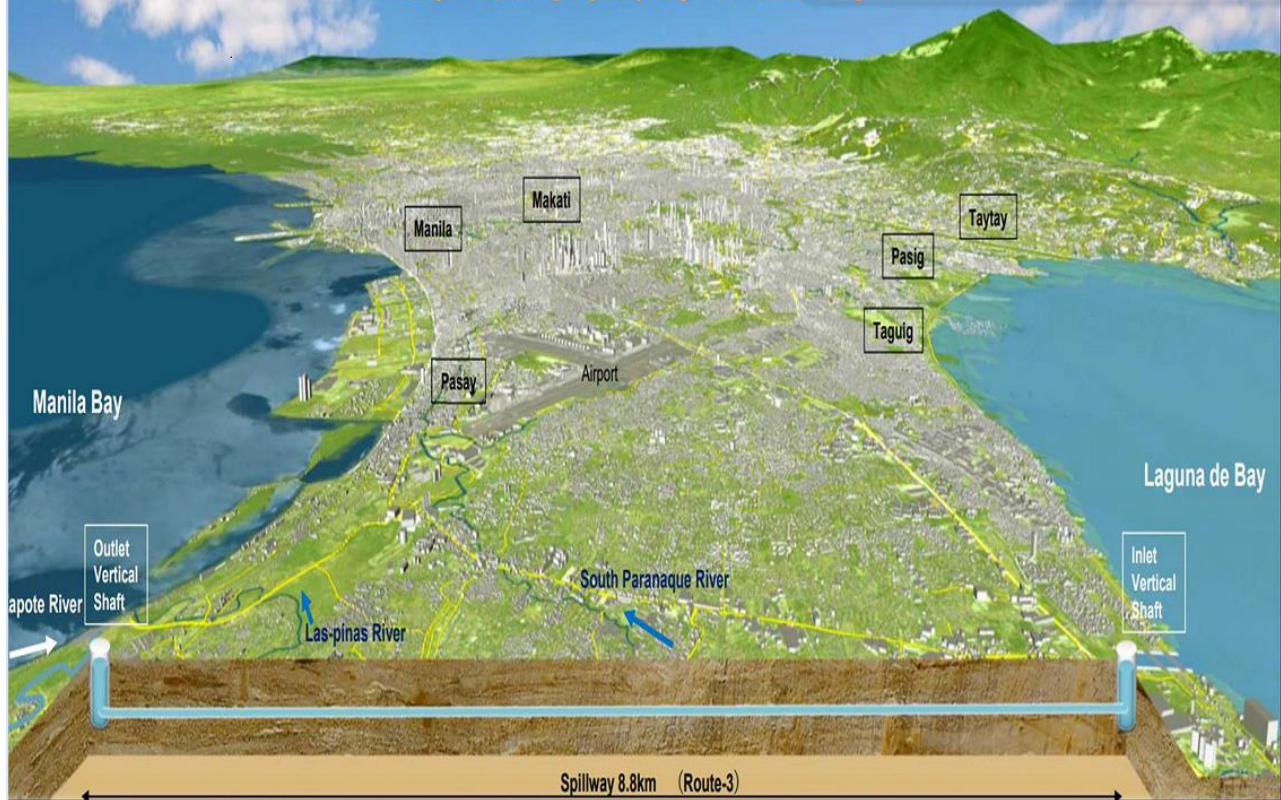 Makati
Manila
Taytay
Pasig
Taguig
Airport
Pasay
Manila Bay
Laguna de Bay
Outlet
Vertical
Shaft
Inlet
Vertical
Shaft
South Paranaque River
apote River
Las-pinas River
Spillway 8.8km (Route-3)